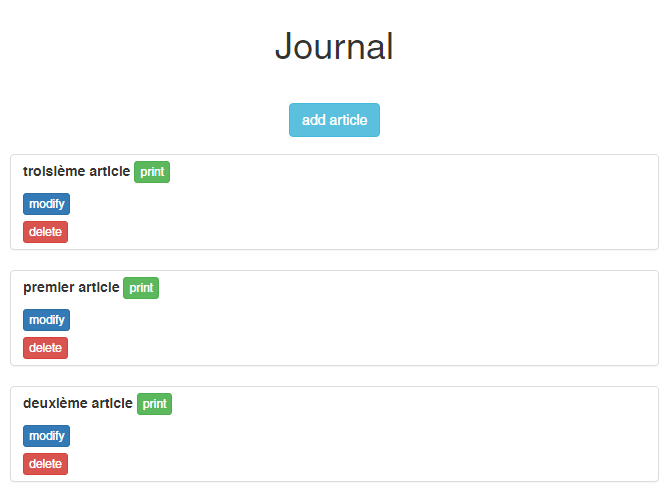 Journal
add article
troisième article print
modify
delete
premier article print
modify
delete
deuxième article print
modify
delete